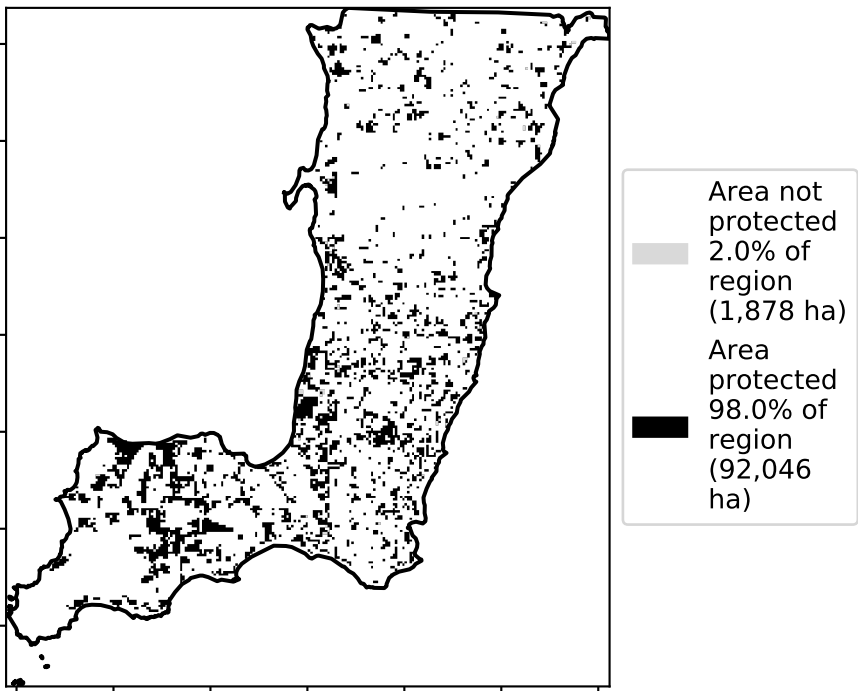 Area not
protected
2.0% of
region
(1,878 ha)
Area
protected
98.0% of
region
(92,046
ha)